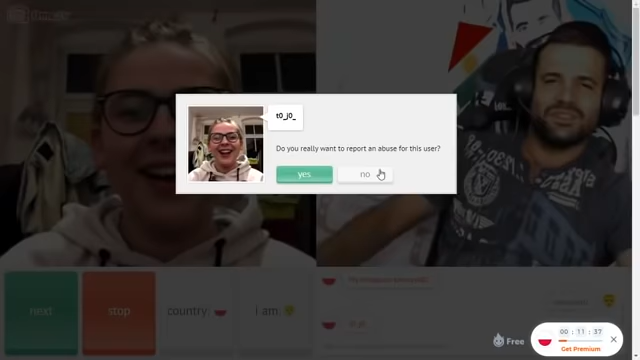 t0_j0_
Do you really want to report an abuse for this user?
yes
no
next
stop
country:
i am:
Free
00 : 11 : 37
Get Premium